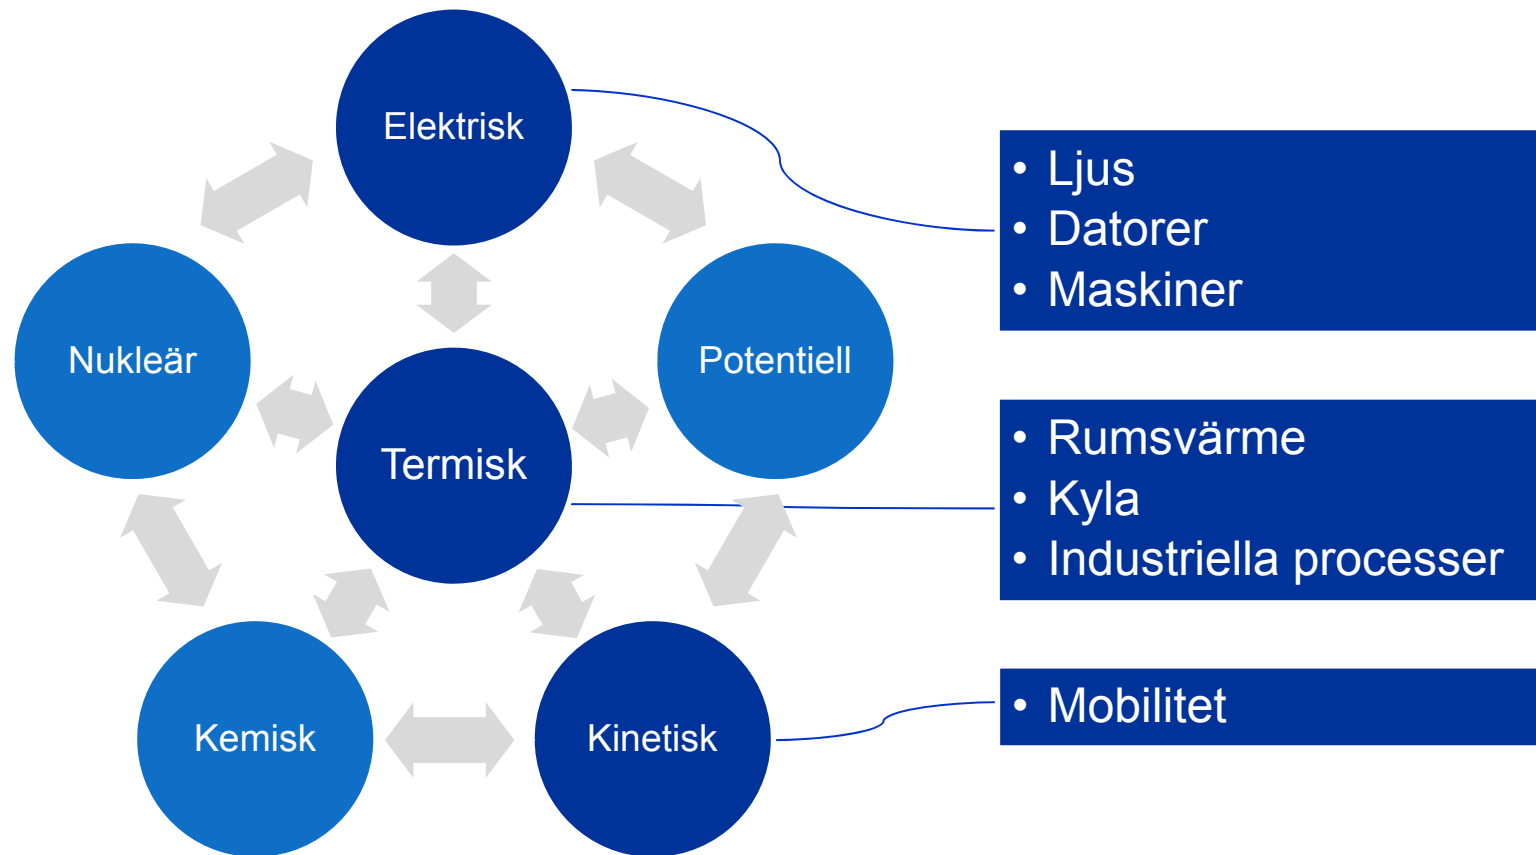 Elektrisk
Nukleär
Potentiell
Termisk
Kemisk
Kinetisk
• Ljus
• Datorer
• Maskiner
• Rumsvärme
• Kyla
• Industriella processer
• Mobilitet